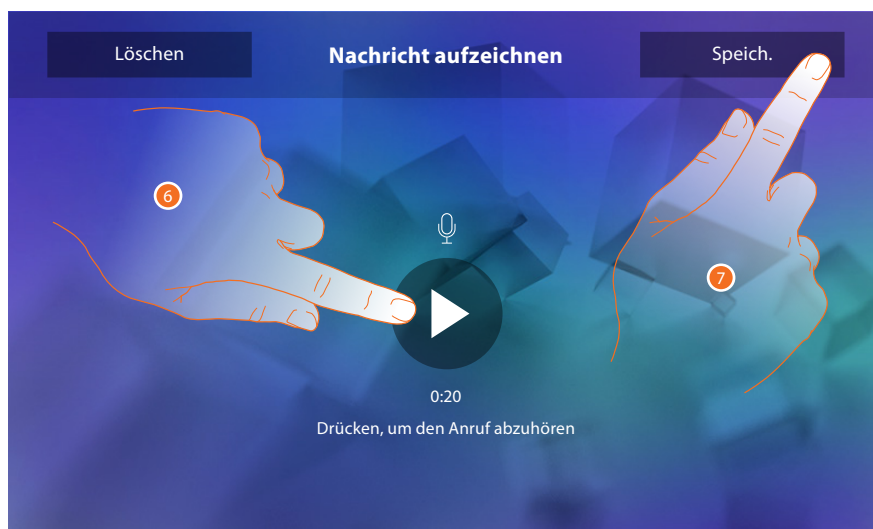 Löschen
Nachricht aufzeichnen
Speich.
6
7
0:20
Drücken, um den Anruf abzuhören